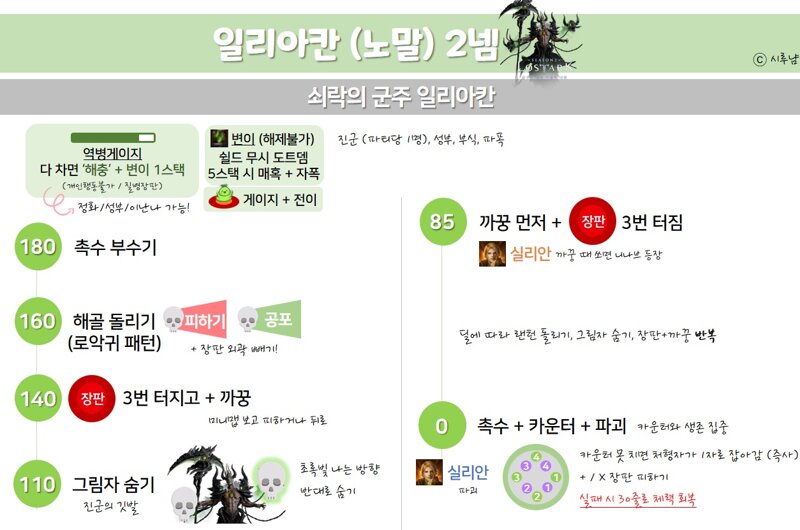 일리아칸 (노말) 2넴
LOSTARK
ⓒ 시루남
쇠락의 군주 일리아칸
역병게이지
다 차면 '해충' + 변이 1스택
(개인행동불가 / 질병장판)
정화/성부/이난나 가능!
변이 (해제불가)
쉴드 무시 도트뎀
5스택 시 매혹 + 자폭
게이지 + 전이
진군 (파티당 1명), 성부, 부식, 파폭
180 촉수 부수기
160 해골 돌리기
(로악귀 패턴)
피하기
공포
+ 장판 외곽 빼기!
140 장판 3번 터지고 + 까꿍
미니맵 보고 피하거나 뒤로
110 그림자 숨기
진군의 깃발
초록빛 나는 방향
반대로 숨기
85 까꿍 먼저 + 장판 3번 터짐
실리안 까꿍 때 쓰면 니나브 등장
딜에 따라 랜턴 돌리기, 그림자 숨기, 장판+까꿍 반복
0 촉수 + 카운터 + 파괴 카운터와 생존 집중
실리안
파괴
3 4
4 3
1 2
2 1
카운터 못 치면 처형자가 1자로 잡아감 (즉사)
+ / X 장판 피하기
실패 시 30줄로 체력 회복